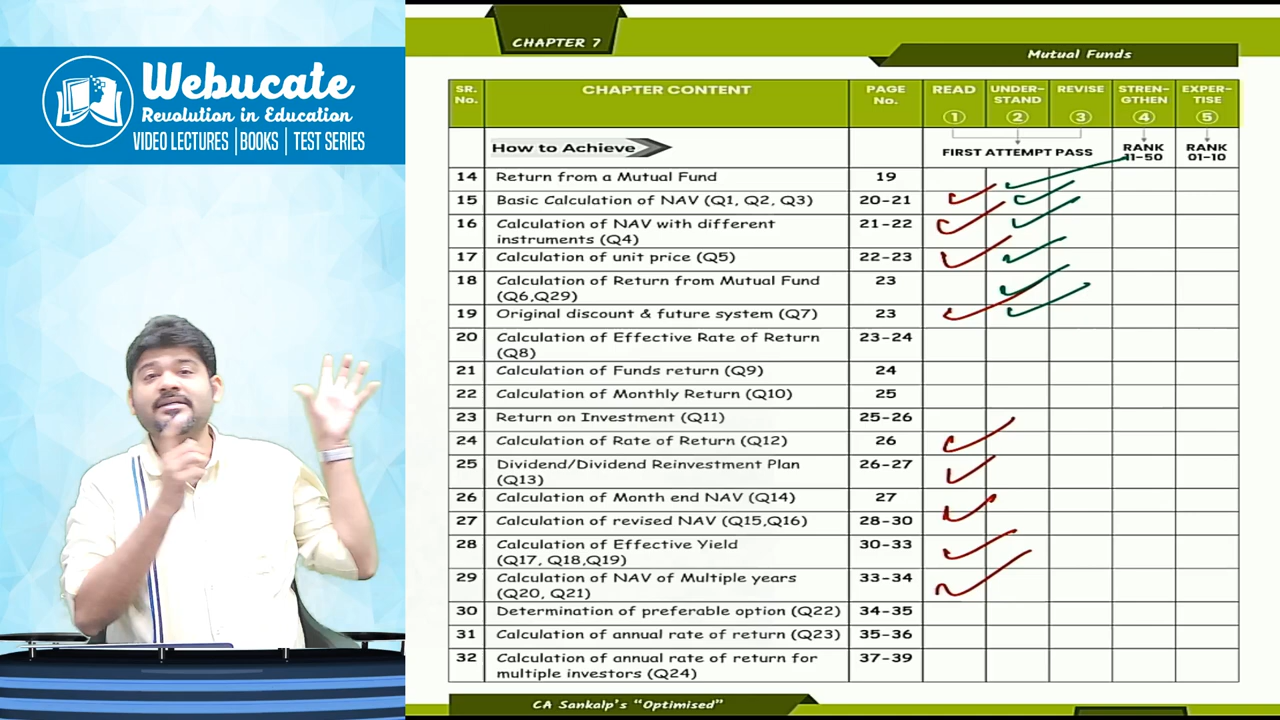 Webucate
Revolution in Education
VIDEO LECTURES | BOOKS | TEST SERIES
CHAPTER 7
Mutual Funds
SR. No. CHAPTER CONTENT PAGE No. READ 1 UNDER-STAND 2 REVISE 3 STREN-GTHEN 4 EXPER-TISE 5
How to Achieve FIRST ATTEMPT PASS RANK 11-50 RANK 01-10
14 Return from a Mutual Fund 19
15 Basic Calculation of NAV (Q1, Q2, Q3) 20-21
16 Calculation of NAV with different 21-22
instruments (Q4)
17 Calculation of unit price (Q5) 22-23
18 Calculation of Return from Mutual Fund 23
(Q6,Q29)
19 Original discount & future system (Q7) 23
20 Calculation of Effective Rate of Return 23-24
(Q8)
21 Calculation of Funds return (Q9) 24
22 Calculation of Monthly Return (Q10) 25
23 Return on Investment (Q11) 25-26
24 Calculation of Rate of Return (Q12) 26
25 Dividend/Dividend Reinvestment Plan 26-27
(Q13)
26 Calculation of Month end NAV (Q14) 27
27 Calculation of revised NAV (Q15,Q16) 28-30
28 Calculation of Effective Yield 30-33
(Q17, Q18,Q19)
29 Calculation of NAV of Multiple years 33-34
(Q20, Q21)
30 Determination of preferable option (Q22) 34-35
31 Calculation of annual rate of return (Q23) 35-36
32 Calculation of annual rate of return for 37-39
multiple investors (Q24)
CA Sankalp's "Optimised"